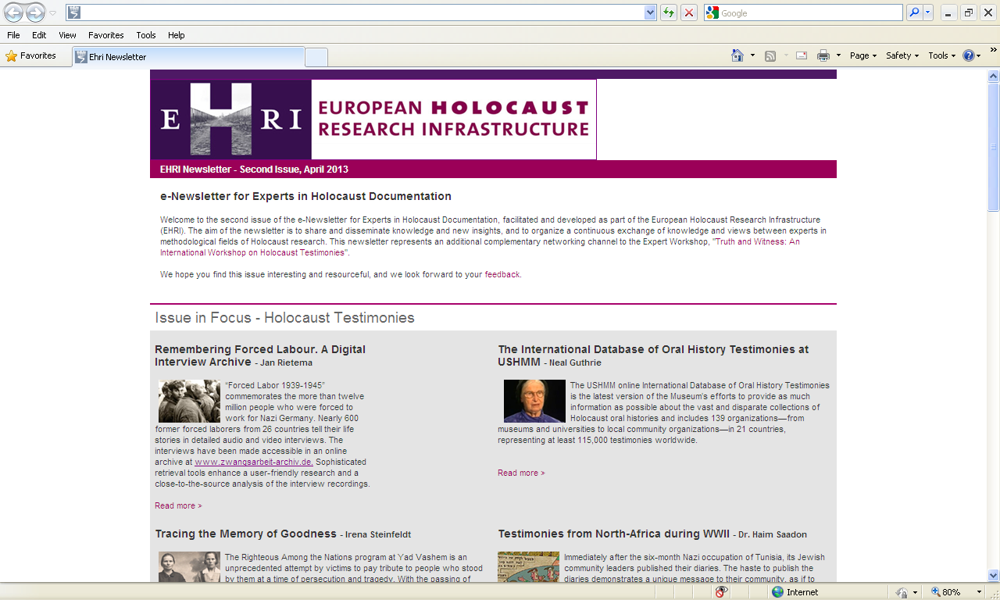 Google
File Edit View Favorites Tools Help
Favorites
Ehri Newsletter
Page Safety Tools
EHRI
EUROPEAN HOLOCAUST
RESEARCH INFRASTRUCTURE
EHRI Newsletter - Second Issue, April 2013
e-Newsletter for Experts in Holocaust Documentation
Welcome to the second issue of the e-Newsletter for Experts in Holocaust Documentation, facilitated and developed as part of the European Holocaust Research Infrastructure
(EHRI). The aim of the newsletter is to share and disseminate knowledge and new insights, and to organize a continuous exchange of knowledge and views between experts in
methodological fields of Holocaust research. This newsletter represents an additional complementary networking channel to the Expert Workshop, "Truth and Witness: An
International Workshop on Holocaust Testimonies".
We hope you find this issue interesting and resourceful, and we look forward to your feedback.
Issue in Focus - Holocaust Testimonies
Remembering Forced Labour. A Digital
Interview Archive - Jan Rietema
“Forced Labor 1939-1945”
commemorates the more than twelve
million people who were forced to
work for Nazi Germany. Nearly 600
former forced laborers from 26 countries tell their life
stories in detailed audio and video interviews. The
interviews have been made accessible in an online
archive at www.zwangsarbeit-archiv.de. Sophisticated
retrieval tools enhance a user-friendly research and a
close-to-the-source analysis of the interview recordings.
Read more >
The International Database of Oral History Testimonies at
USHMM - Neal Guthrie
The USHMM online International Database of Oral History Testimonies
is the latest version of the Museum's efforts to provide as much
information as possible about the vast and disparate collections of
Holocaust oral histories and includes 139 organizations—from
museums and universities to local community organizations—in 21 countries,
representing at least 115,000 testimonies worldwide.
Read more >
Tracing the Memory of Goodness - Irena Steinfeldt
The Righteous Among the Nations program at Yad Vashem is an
unprecedented attempt by victims to pay tribute to people who stood
by them at a time of persecution and tragedy. With the passing of
Testimonies from North-Africa during WWII - Dr. Haim Saadon
Immediately after the six-month Nazi occupation of Tunisia, its Jewish
community leaders published their diaries. The haste to publish the
diaries demonstrates a unique message to their community, as if to
Internet
80%